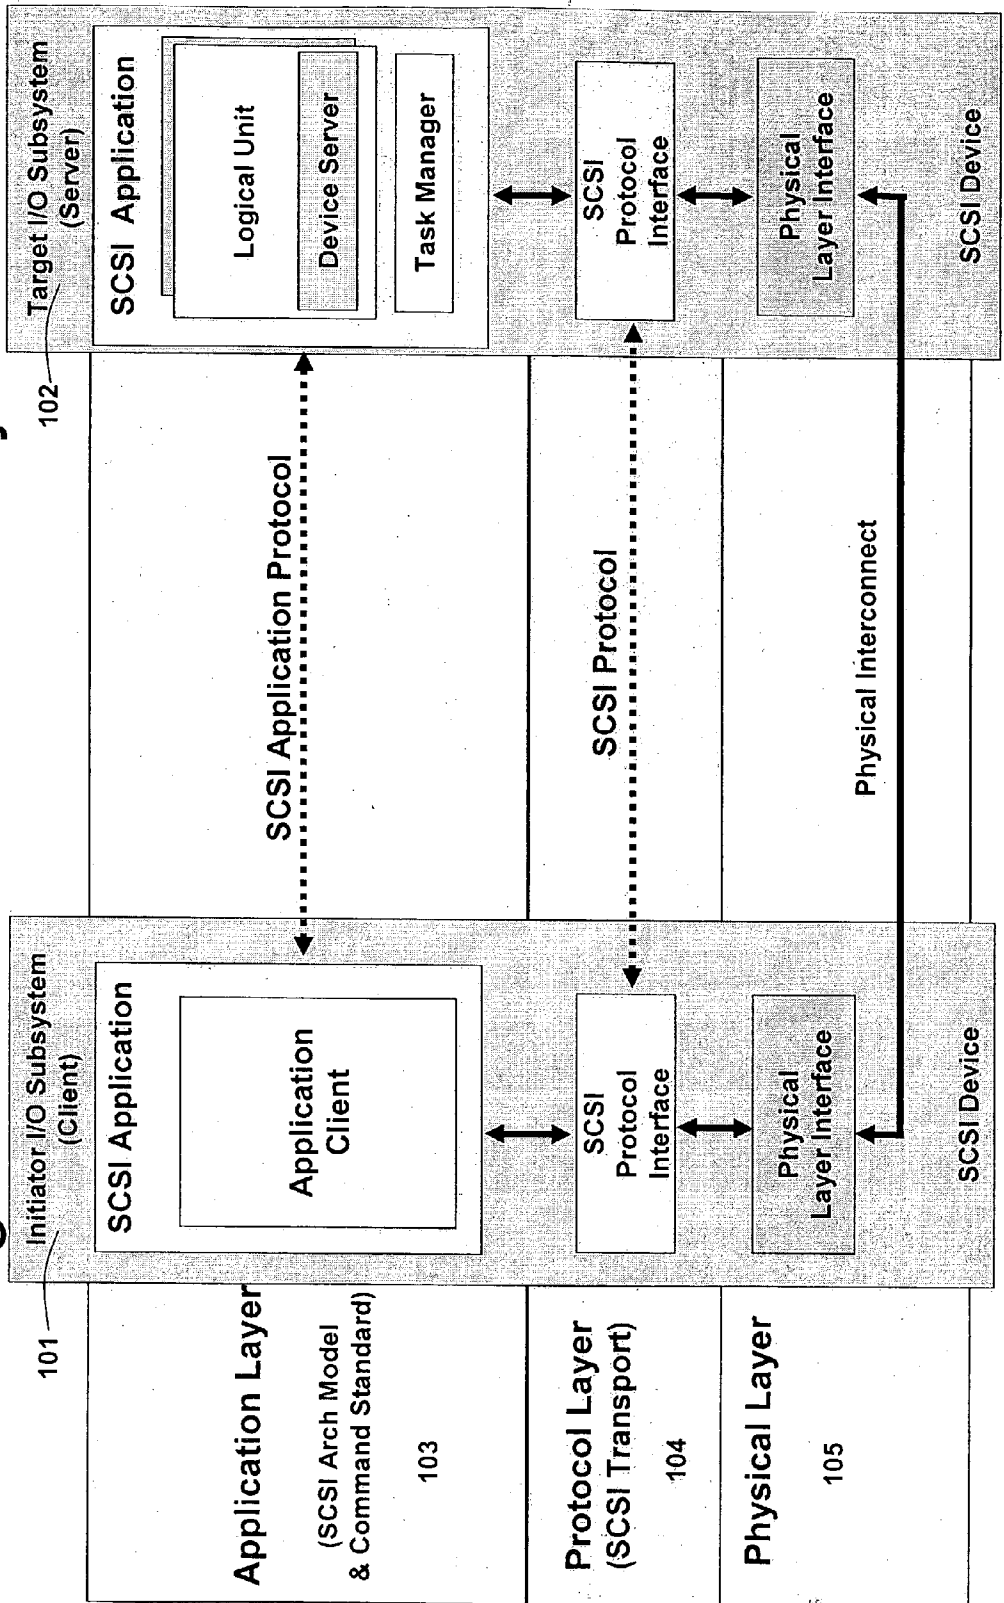 101
Initiator I/O Subsystem
(Client)
102
Target I/O Subsystem
(Server)
Application Layer
(SCSI Arch Model
& Command Standard)
103
SCSI Application
Application
Client
SCSI Application Protocol
SCSI Application
Logical Unit
Device Server
Task Manager
Protocol Layer
(SCSI Transport)
104
SCSI
Protocol
Interface
SCSI Protocol
SCSI
Protocol
Interface
Physical Layer
105
Physical
Layer Interface
Physical Interconnect
Physical
Layer Interface
SCSI Device
SCSI Device